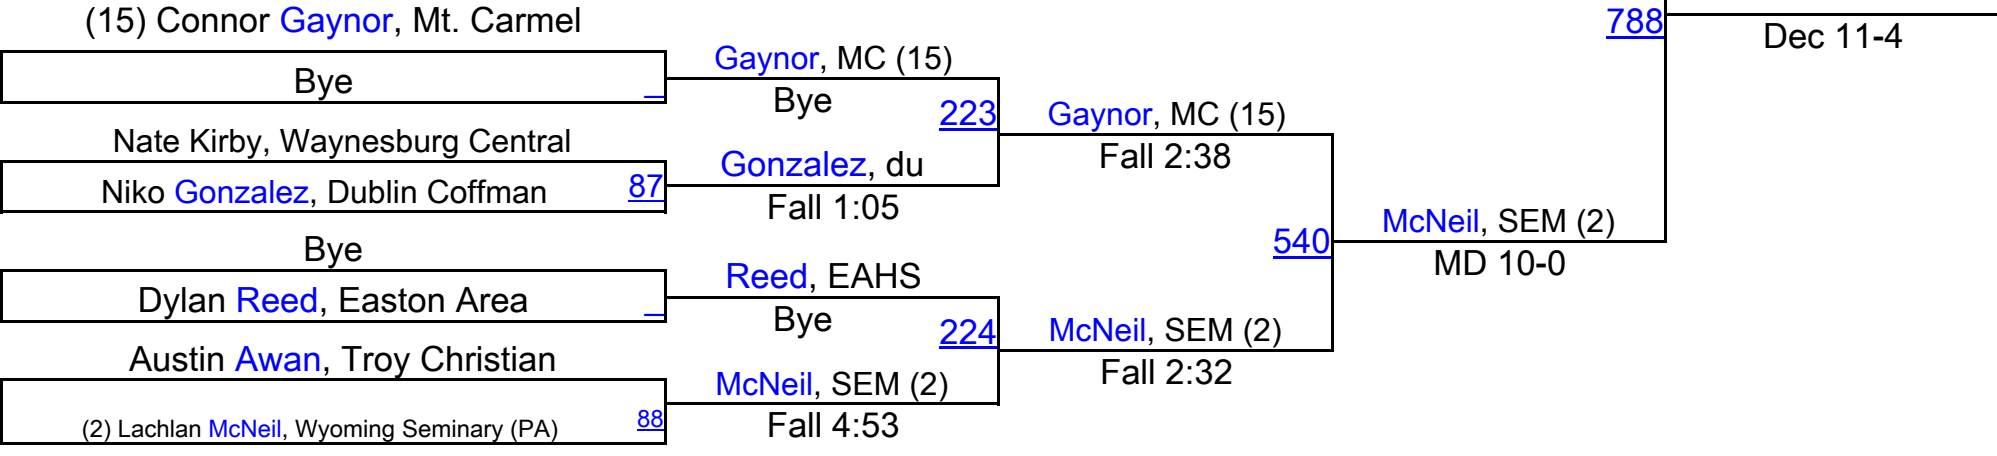 (15) Connor Gaynor, Mt. Carmel
Bye
_
Nate Kirby, Waynesburg Central
Niko Gonzalez, Dublin Coffman
87
Bye
Dylan Reed, Easton Area
_
Austin Awan, Troy Christian
(2) Lachlan McNeil, Wyoming Seminary (PA)
88
Gaynor, MC (15)
Bye
223
Gonzalez, du
Fall 1:05
Reed, EAHS
Bye
224
McNeil, SEM (2)
Fall 4:53
Gaynor, MC (15)
Fall 2:38
540
McNeil, SEM (2)
Fall 2:32
McNeil, SEM (2)
MD 10-0
788
Dec 11-4